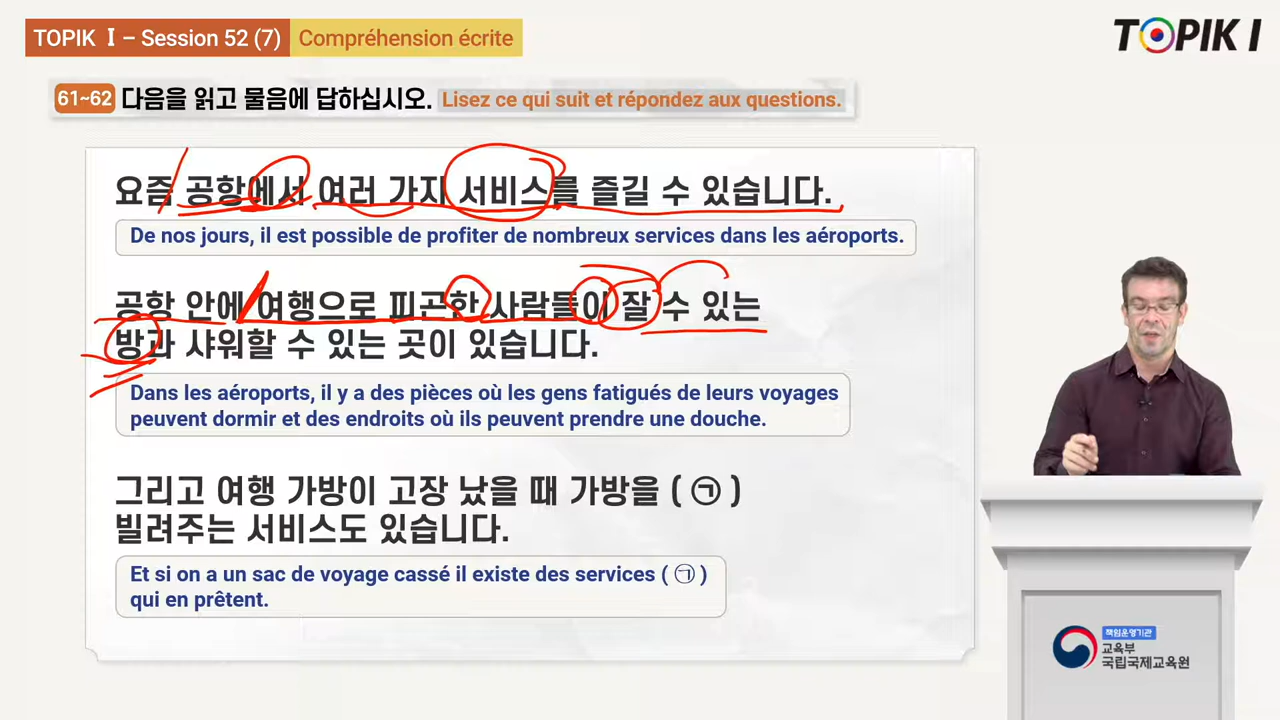 TOPIK Ⅰ – Session 52 (7) Compréhension écrite
TOPIK I
61~62 다음을 읽고 물음에 답하십시오. Lisez ce qui suit et répondez aux questions.
요즘 공항에서 여러 가지 서비스를 즐길 수 있습니다.
De nos jours, il est possible de profiter de nombreux services dans les aéroports.
공항 안에 여행으로 피곤한 사람들이 잘 수 있는
방과 샤워할 수 있는 곳이 있습니다.
Dans les aéroports, il y a des pièces où les gens fatigués de leurs voyages
peuvent dormir et des endroits où ils peuvent prendre une douche.
그리고 여행 가방이 고장 났을 때 가방을 ( ㉠ )
빌려주는 서비스도 있습니다.
Et si on a un sac de voyage cassé il existe des services ( ㉠ )
qui en prêtent.
책임운영기관
교육부
국립국제교육원